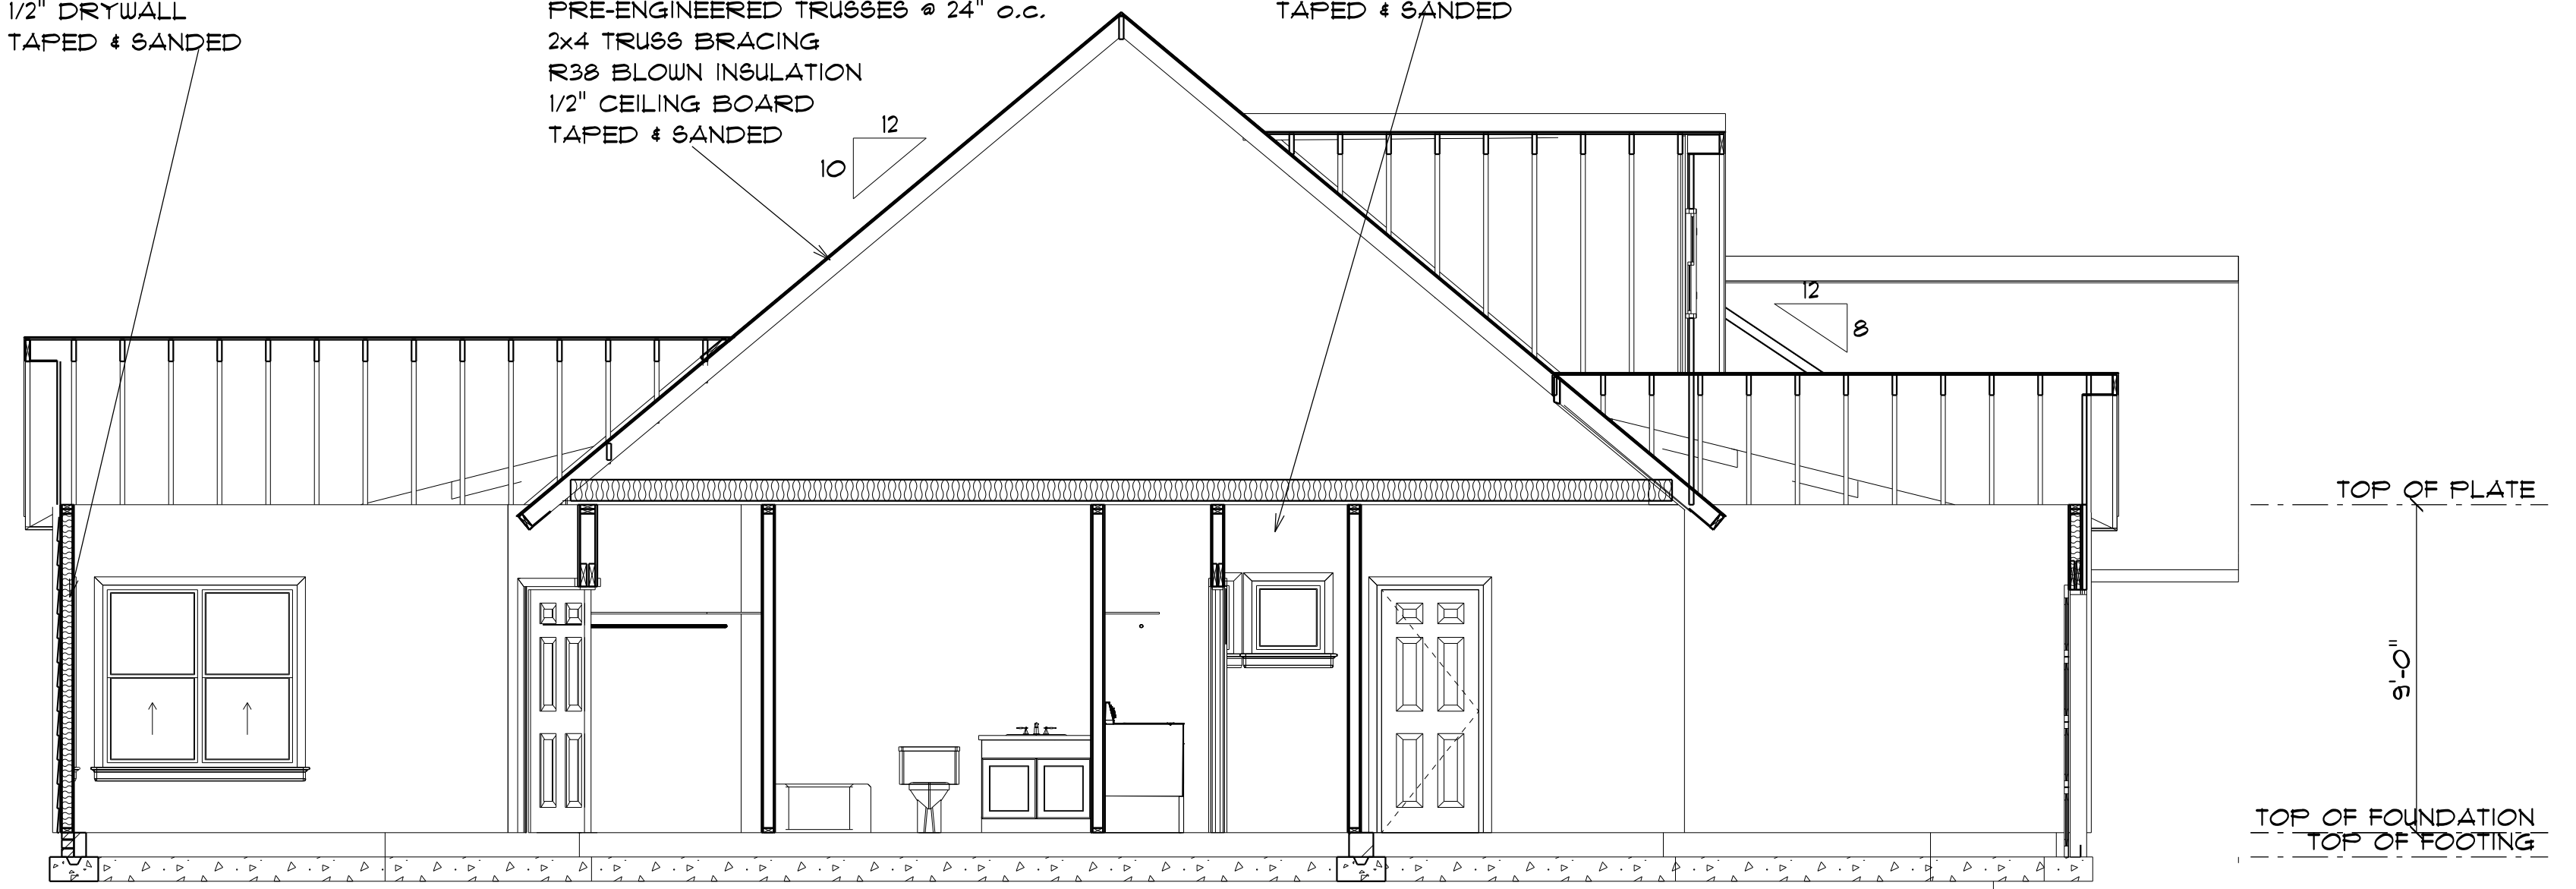 1/2" DRYWALL
TAPED & SANDED
PRE-ENGINEERED TRUSSES @ 24" o.c.
2x4 TRUSS BRACING
R38 BLOWN INSULATION
1/2" CEILING BOARD
TAPED & SANDED
TAPED & SANDED
12
10
12
8
TOP OF PLATE
9'-0"
TOP OF FOUNDATION
TOP OF FOOTING